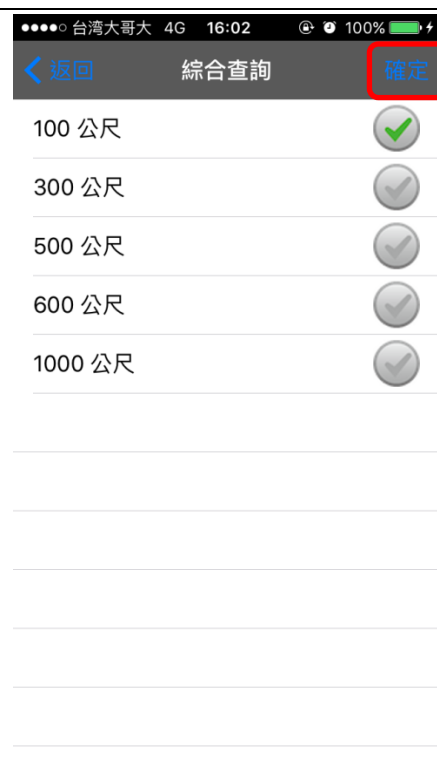 台湾大哥大 4G 16:02 100%
返回 綜合查詢 確定
100 公尺
300 公尺
500 公尺
600 公尺
1000 公尺